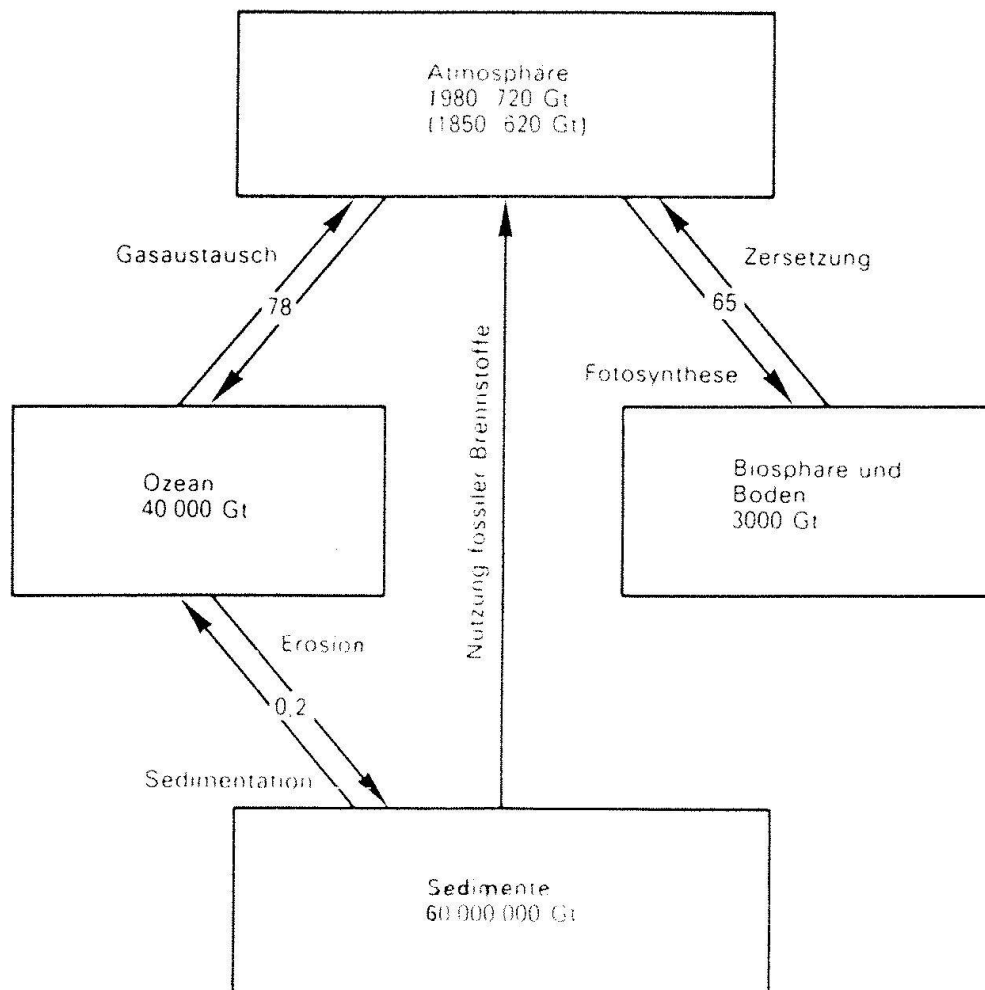 Atmosphäre
1980 720 Gt
(1850 620 Gt)
Gasaustausch
78
Zersetzung
65
Fotosynthese
Nutzung fossiler Brennstoffe
Ozean
40 000 Gt
Biosphare und
Boden
3000 Gt
Erosion
0,2
Sedimentation
Sedimente
60 000 000 Gt